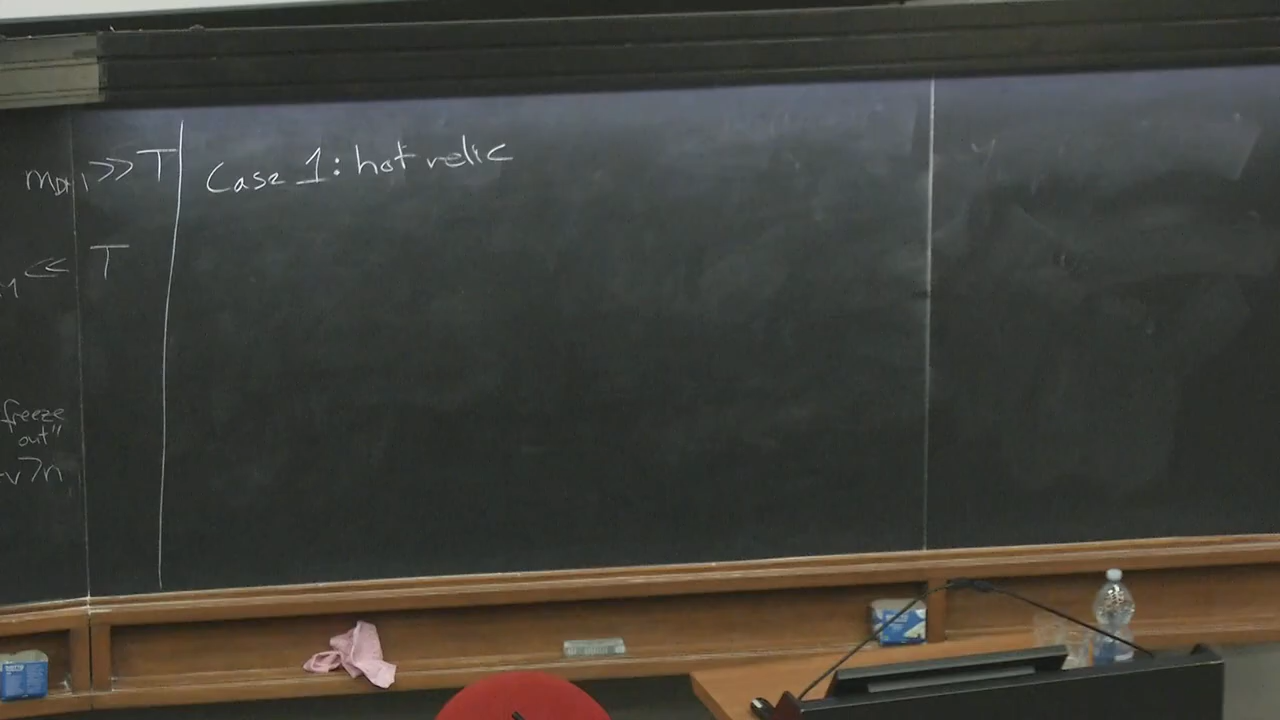 m_DM >> T
<< T
"freeze
out"
v>n
Case 1: hot relic